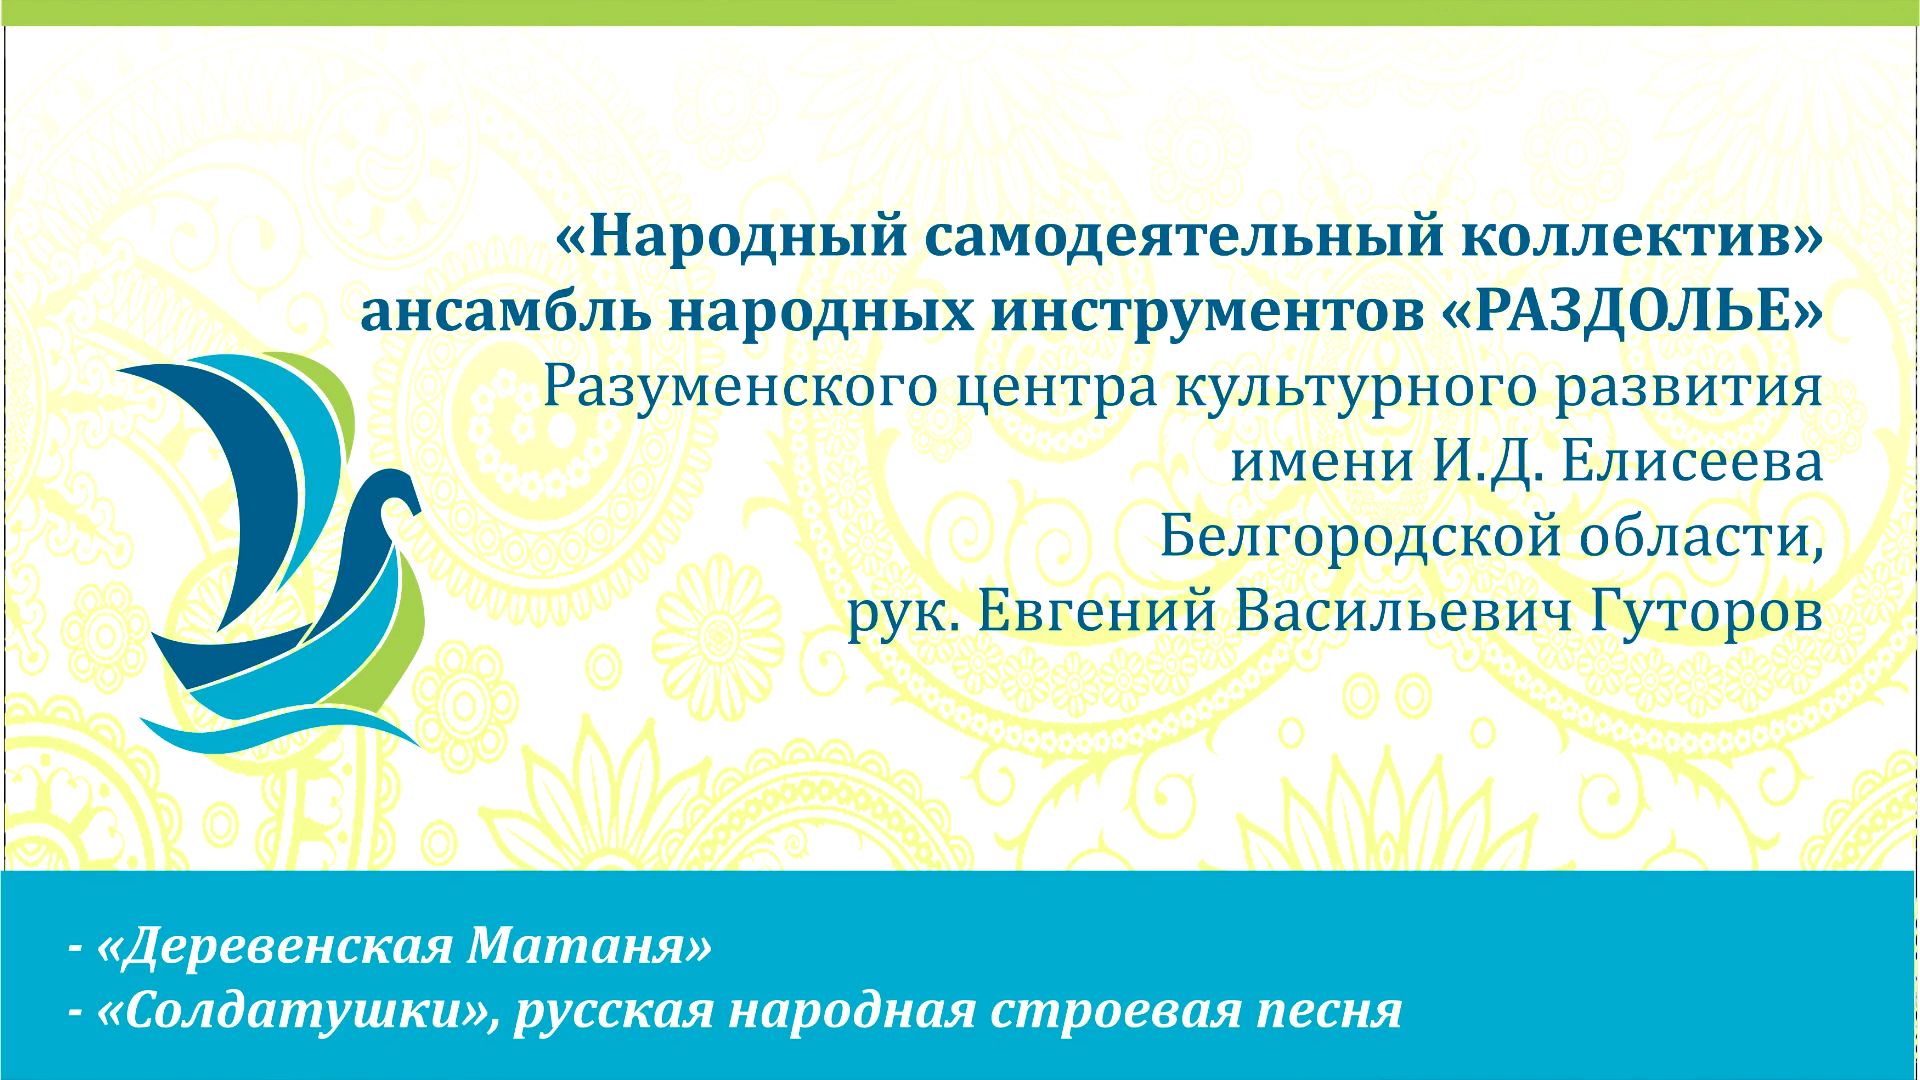 «Народный самодеятельный коллектив»
ансамбль народных инструментов «РАЗДОЛЬЕ»
Разуменского центра культурного развития
имени И.Д. Елисеева
Белгородской области,
рук. Евгений Васильевич Гуторов
- «Деревенская Матаня»
- «Солдатушки», русская народная строевая песня